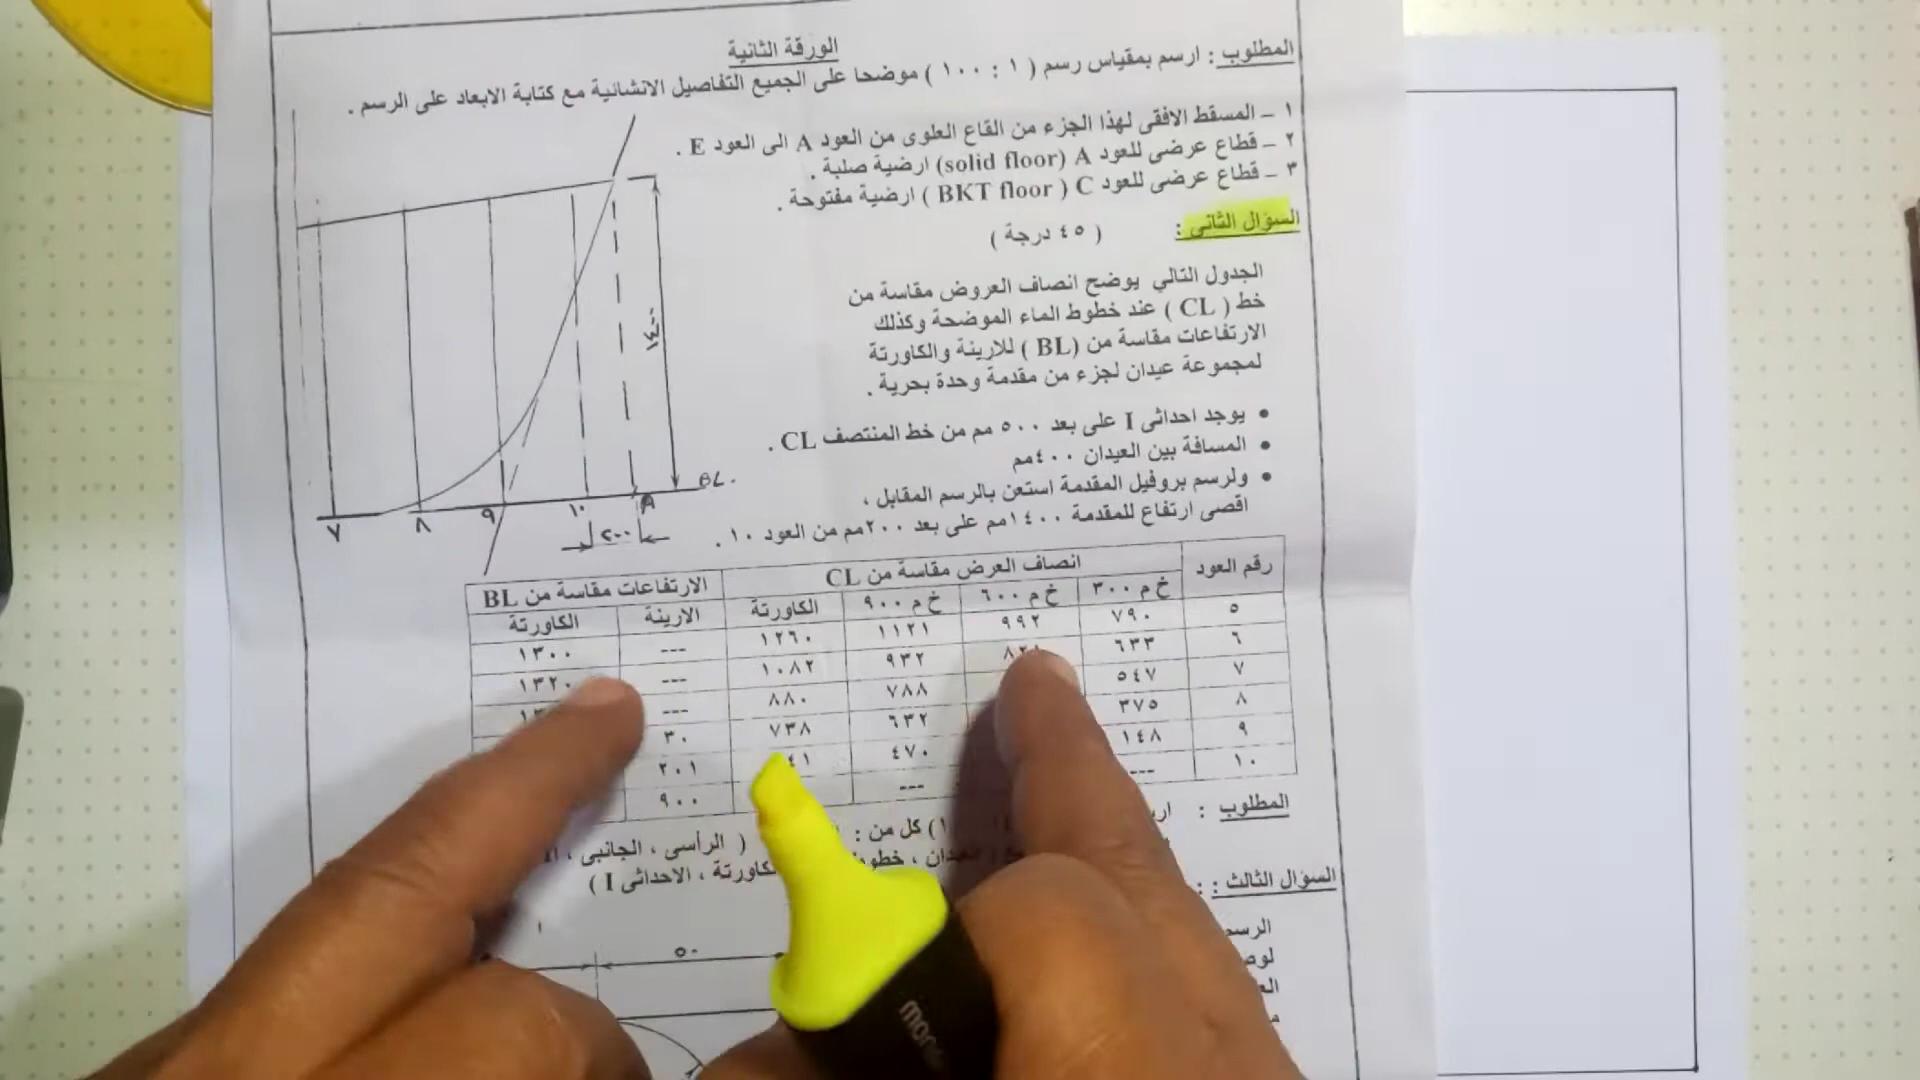 الورقة الثانية
المطلوب : ارسم بمقياس رسم ( ١ : ١٠٠ ) موضحا على الجميع التفاصيل الانشائية مع كتابة الابعاد على الرسم .
١ – المسقط الافقى لهذا الجزء من القاع العلوى من العود A الى العود E .
٢ – قطاع عرضى للعود A (solid floor) ارضية صلبة .
٣ – قطاع عرضى للعود C ( BKT floor ) ارضية مفتوحة .
السؤال الثانى : ( ٤٥ درجة )
الجدول التالي يوضح انصاف العروض مقاسة من
خط ( CL ) عند خطوط الماء الموضحة وكذلك
الارتفاعات مقاسة من (BL ) للارينة والكاورتة
لمجموعة عيدان لجزء من مقدمة وحدة بحرية .
• يوجد احداثى I على بعد ٥٠٠ مم من خط المنتصف CL .
• المسافة بين العيدان ٤٠٠مم
• ولرسم بروفيل المقدمة استعن بالرسم المقابل ،
اقصى ارتفاع للمقدمة ١٤٠٠مم على بعد ٢٠٠مم من العود ١٠ .
١٤٠٠
BL.
٧ ٨ ٩ ١٠ A
٢٠٠
رقم العود انصاف العرض مقاسة من CL الارتفاعات مقاسة من BL
خ م ٣٠٠ خ م ٦٠٠ خ م ٩٠٠ الكاورتة الارينة الكاورتة
٥ ٧٩٠ ٩٩٢ ١١٢١ ١٢٦٠ --- ١٣٠٠
٦ ٦٣٣ ٩٣٢ ١٠٨٢ --- ١٣٢٠
٧ ٥٤٧ ٧٨٨ ٨٨٠ ---
٨ ٣٧٥ ٦٣٢ ٧٣٨ ٣٠
٩ ١٤٨ ٤٧٠ ٢٠١
١٠ --- --- ٩٠٠
المطلوب :
كل من : ( الرأسى ، الجانبى ،
العيدان ، الاحداثى I )
السؤال الثالث :
الرسم
٥٠